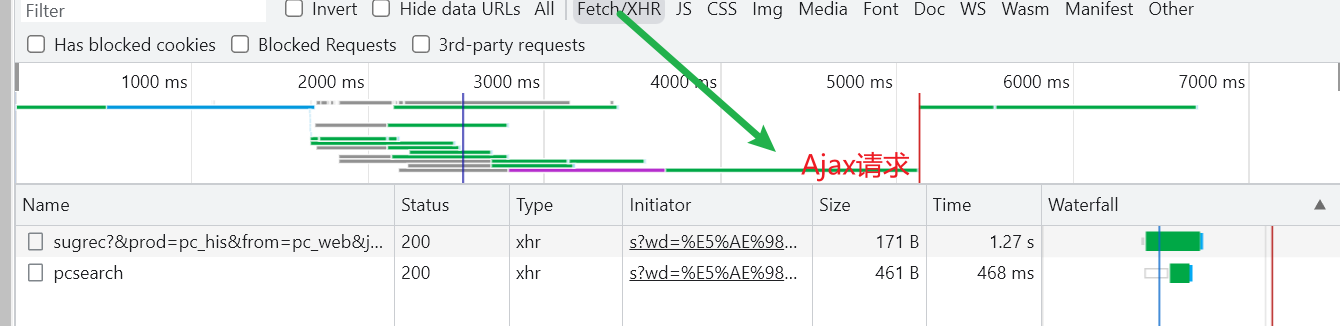 Filter Invert Hide data URLs All Fetch/XHR JS CSS Img Media Font Doc WS Wasm Manifest Other
Has blocked cookies Blocked Requests 3rd-party requests
1000 ms 2000 ms 3000 ms 4000 ms 5000 ms 6000 ms 7000 ms
Ajax请求
Name Status Type Initiator Size Time Waterfall
sugrec?&prod=pc_his&from=pc_web&j... 200 xhr s?wd=%E5%AE%98... 171 B 1.27 s
pcsearch 200 xhr s?wd=%E5%AE%98... 461 B 468 ms